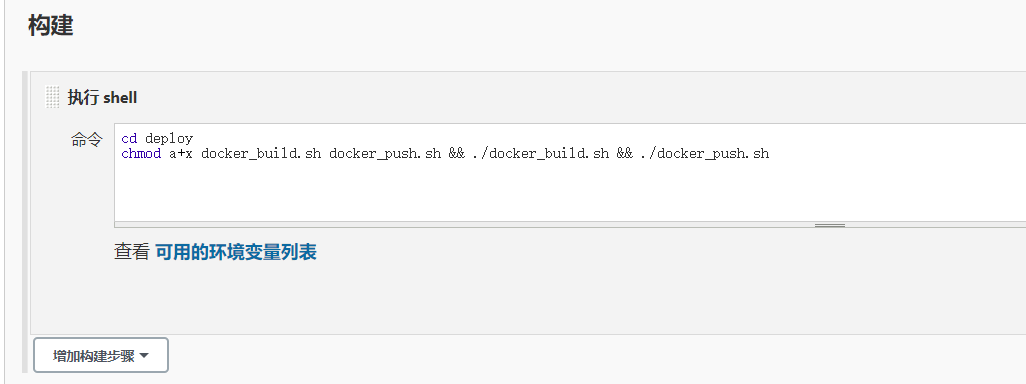 构建
执行 shell
命令
cd deploy
chmod a+x docker_build.sh docker_push.sh && ./docker_build.sh && ./docker_push.sh
查看 可用的环境变量列表
增加构建步骤